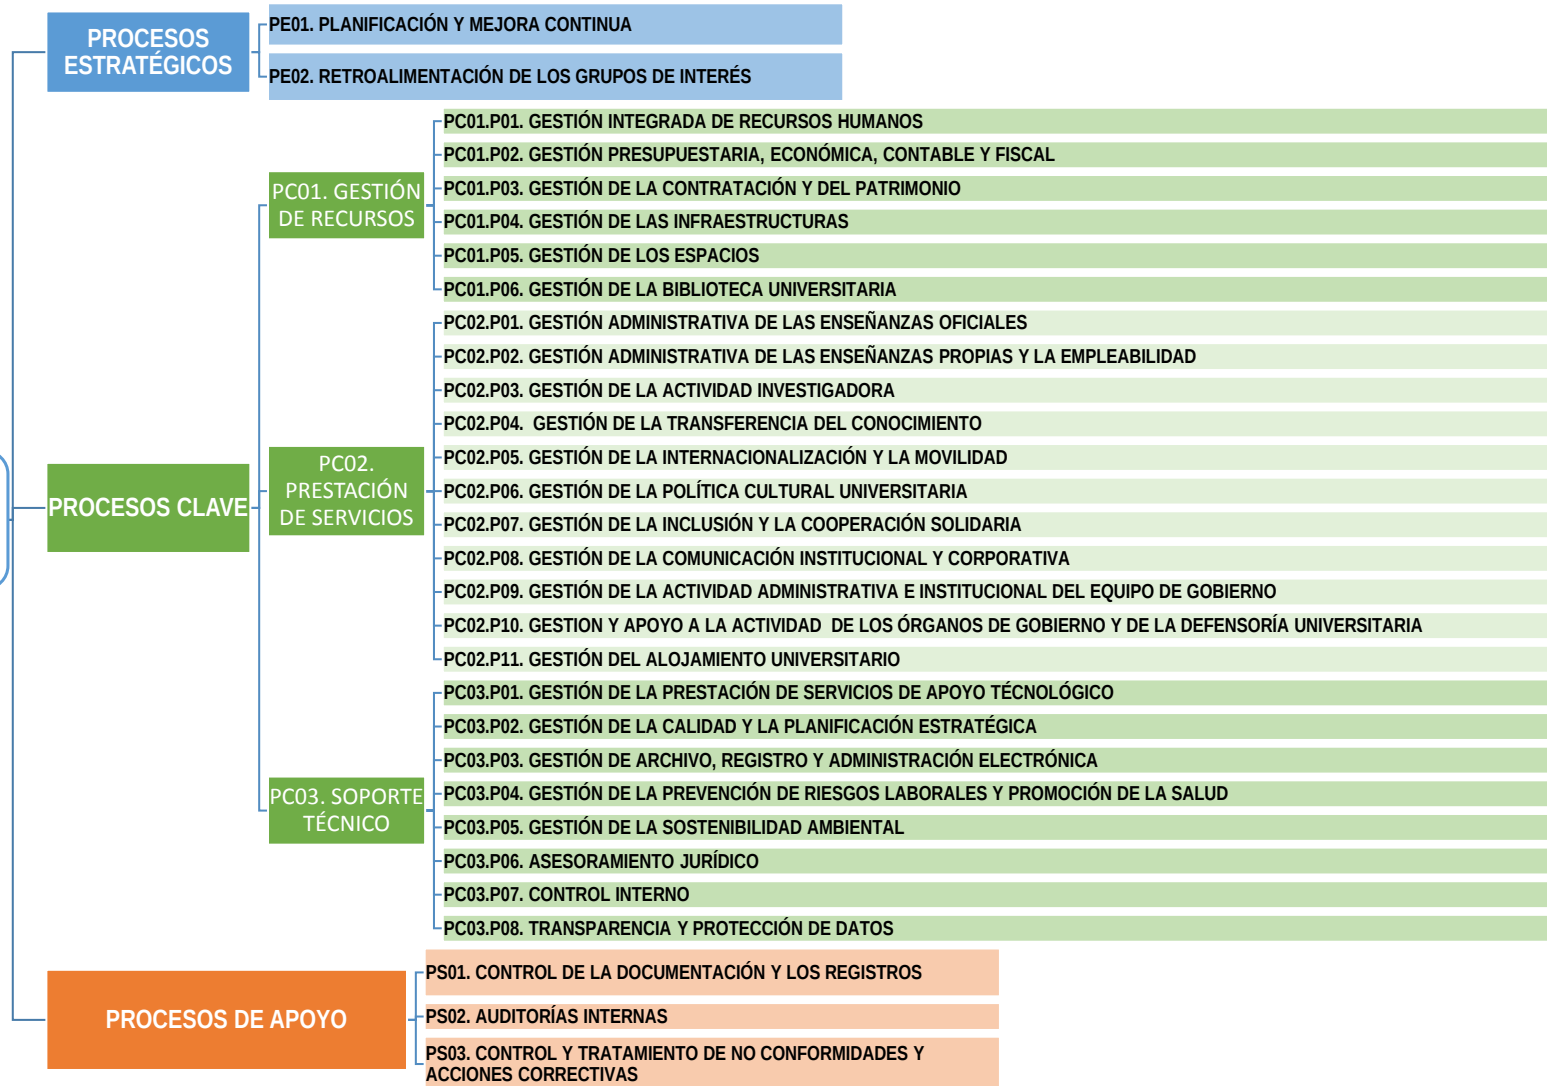 PROCESOS
ESTRATÉGICOS
PE01. PLANIFICACIÓN Y MEJORA CONTINUA
PE02. RETROALIMENTACIÓN DE LOS GRUPOS DE INTERÉS
PROCESOS CLAVE
PC01. GESTIÓN
DE RECURSOS
PC01.P01. GESTIÓN INTEGRADA DE RECURSOS HUMANOS
PC01.P02. GESTIÓN PRESUPUESTARIA, ECONÓMICA, CONTABLE Y FISCAL
PC01.P03. GESTIÓN DE LA CONTRATACIÓN Y DEL PATRIMONIO
PC01.P04. GESTIÓN DE LAS INFRAESTRUCTURAS
PC01.P05. GESTIÓN DE LOS ESPACIOS
PC01.P06. GESTIÓN DE LA BIBLIOTECA UNIVERSITARIA
PC02.
PRESTACIÓN
DE SERVICIOS
PC02.P01. GESTIÓN ADMINISTRATIVA DE LAS ENSEÑANZAS OFICIALES
PC02.P02. GESTIÓN ADMINISTRATIVA DE LAS ENSEÑANZAS PROPIAS Y LA EMPLEABILIDAD
PC02.P03. GESTIÓN DE LA ACTIVIDAD INVESTIGADORA
PC02.P04.  GESTIÓN DE LA TRANSFERENCIA DEL CONOCIMIENTO
PC02.P05. GESTIÓN DE LA INTERNACIONALIZACIÓN Y LA MOVILIDAD
PC02.P06. GESTIÓN DE LA POLÍTICA CULTURAL UNIVERSITARIA
PC02.P07. GESTIÓN DE LA INCLUSIÓN Y LA COOPERACIÓN SOLIDARIA
PC02.P08. GESTIÓN DE LA COMUNICACIÓN INSTITUCIONAL Y CORPORATIVA
PC02.P09. GESTIÓN DE LA ACTIVIDAD ADMINISTRATIVA E INSTITUCIONAL DEL EQUIPO DE GOBIERNO
PC02.P10. GESTION Y APOYO A LA ACTIVIDAD  DE LOS ÓRGANOS DE GOBIERNO Y DE LA DEFENSORÍA UNIVERSITARIA
PC02.P11. GESTIÓN DEL ALOJAMIENTO UNIVERSITARIO
PC03. SOPORTE
TÉCNICO
PC03.P01. GESTIÓN DE LA PRESTACIÓN DE SERVICIOS DE APOYO TÉCNOLÓGICO
PC03.P02. GESTIÓN DE LA CALIDAD Y LA PLANIFICACIÓN ESTRATÉGICA
PC03.P03. GESTIÓN DE ARCHIVO, REGISTRO Y ADMINISTRACIÓN ELECTRÓNICA
PC03.P04. GESTIÓN DE LA PREVENCIÓN DE RIESGOS LABORALES Y PROMOCIÓN DE LA SALUD
PC03.P05. GESTIÓN DE LA SOSTENIBILIDAD AMBIENTAL
PC03.P06. ASESORAMIENTO JURÍDICO
PC03.P07. CONTROL INTERNO
PC03.P08. TRANSPARENCIA Y PROTECCIÓN DE DATOS
PROCESOS DE APOYO
PS01. CONTROL DE LA DOCUMENTACIÓN Y LOS REGISTROS
PS02. AUDITORÍAS INTERNAS
PS03. CONTROL Y TRATAMIENTO DE NO CONFORMIDADES Y
ACCIONES CORRECTIVAS